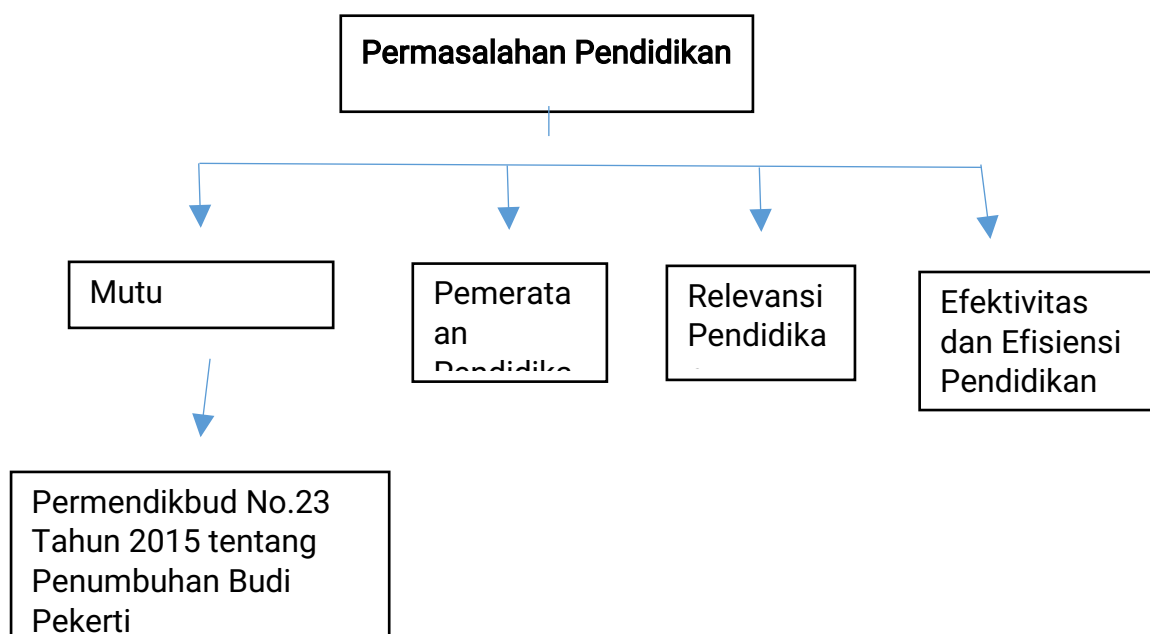 Permasalahan Pendidikan
Mutu
Pemerata
an
Pendidika
Relevansi
Pendidika
Efektivitas
dan Efisiensi
Pendidikan
Permendikbud No.23
Tahun 2015 tentang
Penumbuhan Budi
Pekerti